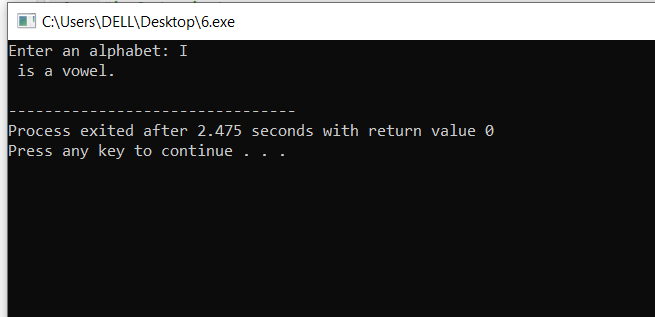 C:\Users\DELL\Desktop\6.exe
Enter an alphabet: I
 is a vowel.
--------------------------------
Process exited after 2.475 seconds with return value 0
Press any key to continue . . .